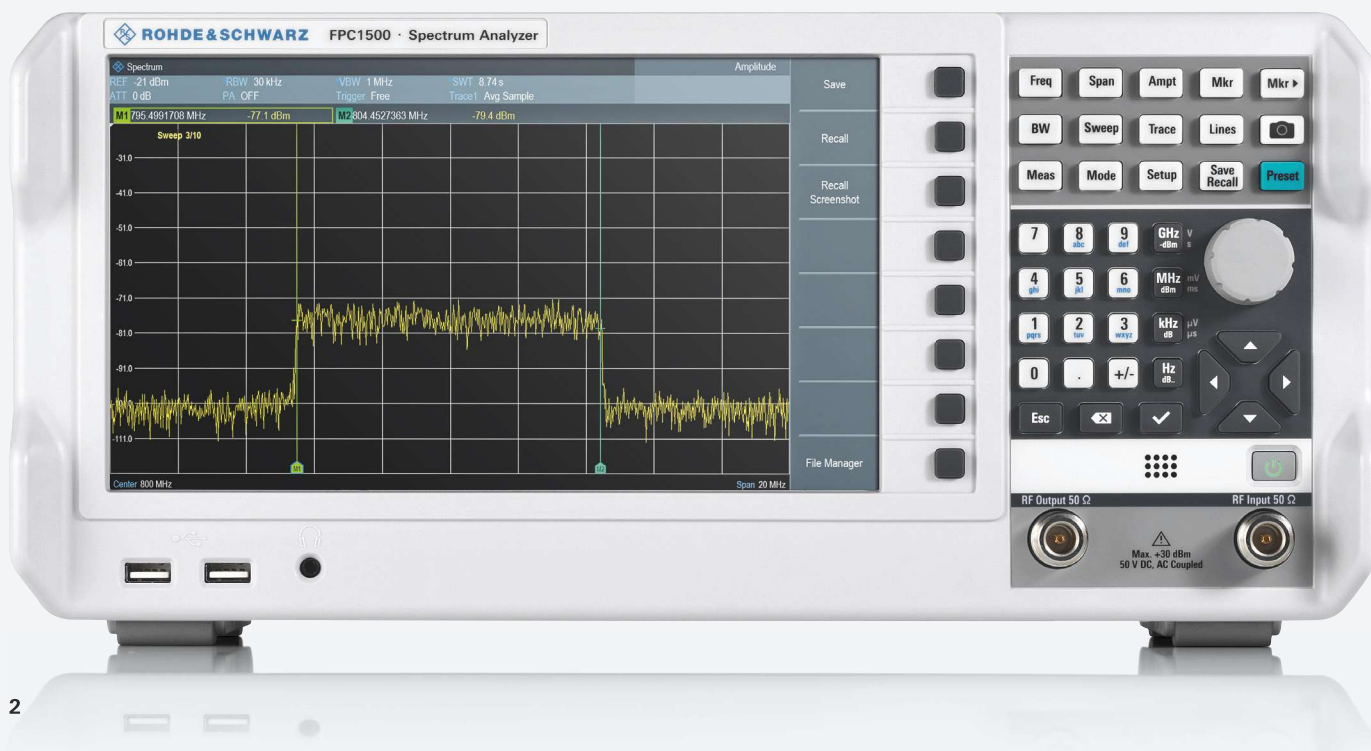 ROHDE&SCHWARZ FPC1500 · Spectrum Analyzer
Spectrum Amplitude
REF -21 dBm RBW 30 kHz VBW 1 MHz SWT 8.74 s
ATT 0 dB PA OFF Trigger Free Trace1 Avg Sample
M1 795.4991708 MHz -77.1 dBm M2 804.4527363 MHz -79.4 dBm
Sweep 3/10
-31.0
-41.0
-51.0
-61.0
-71.0
-81.0
-91.0
-111.0
M1 M2
Center 800 MHz Span 20 MHz
Save
Recall
Recall
Screenshot
File Manager
Freq Span Ampt Mkr Mkr
BW Sweep Trace Lines
Meas Mode Setup Save Recall Preset
7 8 abc 9 def GHz -dBm V s
4 ghi 5 jkl 6 mno MHz dBm mV ms
1 pqrs 2 tuv 3 wxyz kHz dB µV µs
0 . +/- Hz dB..
Esc
RF Output 50 Ω RF Input 50 Ω
Max. +30 dBm
50 V DC, AC Coupled
2